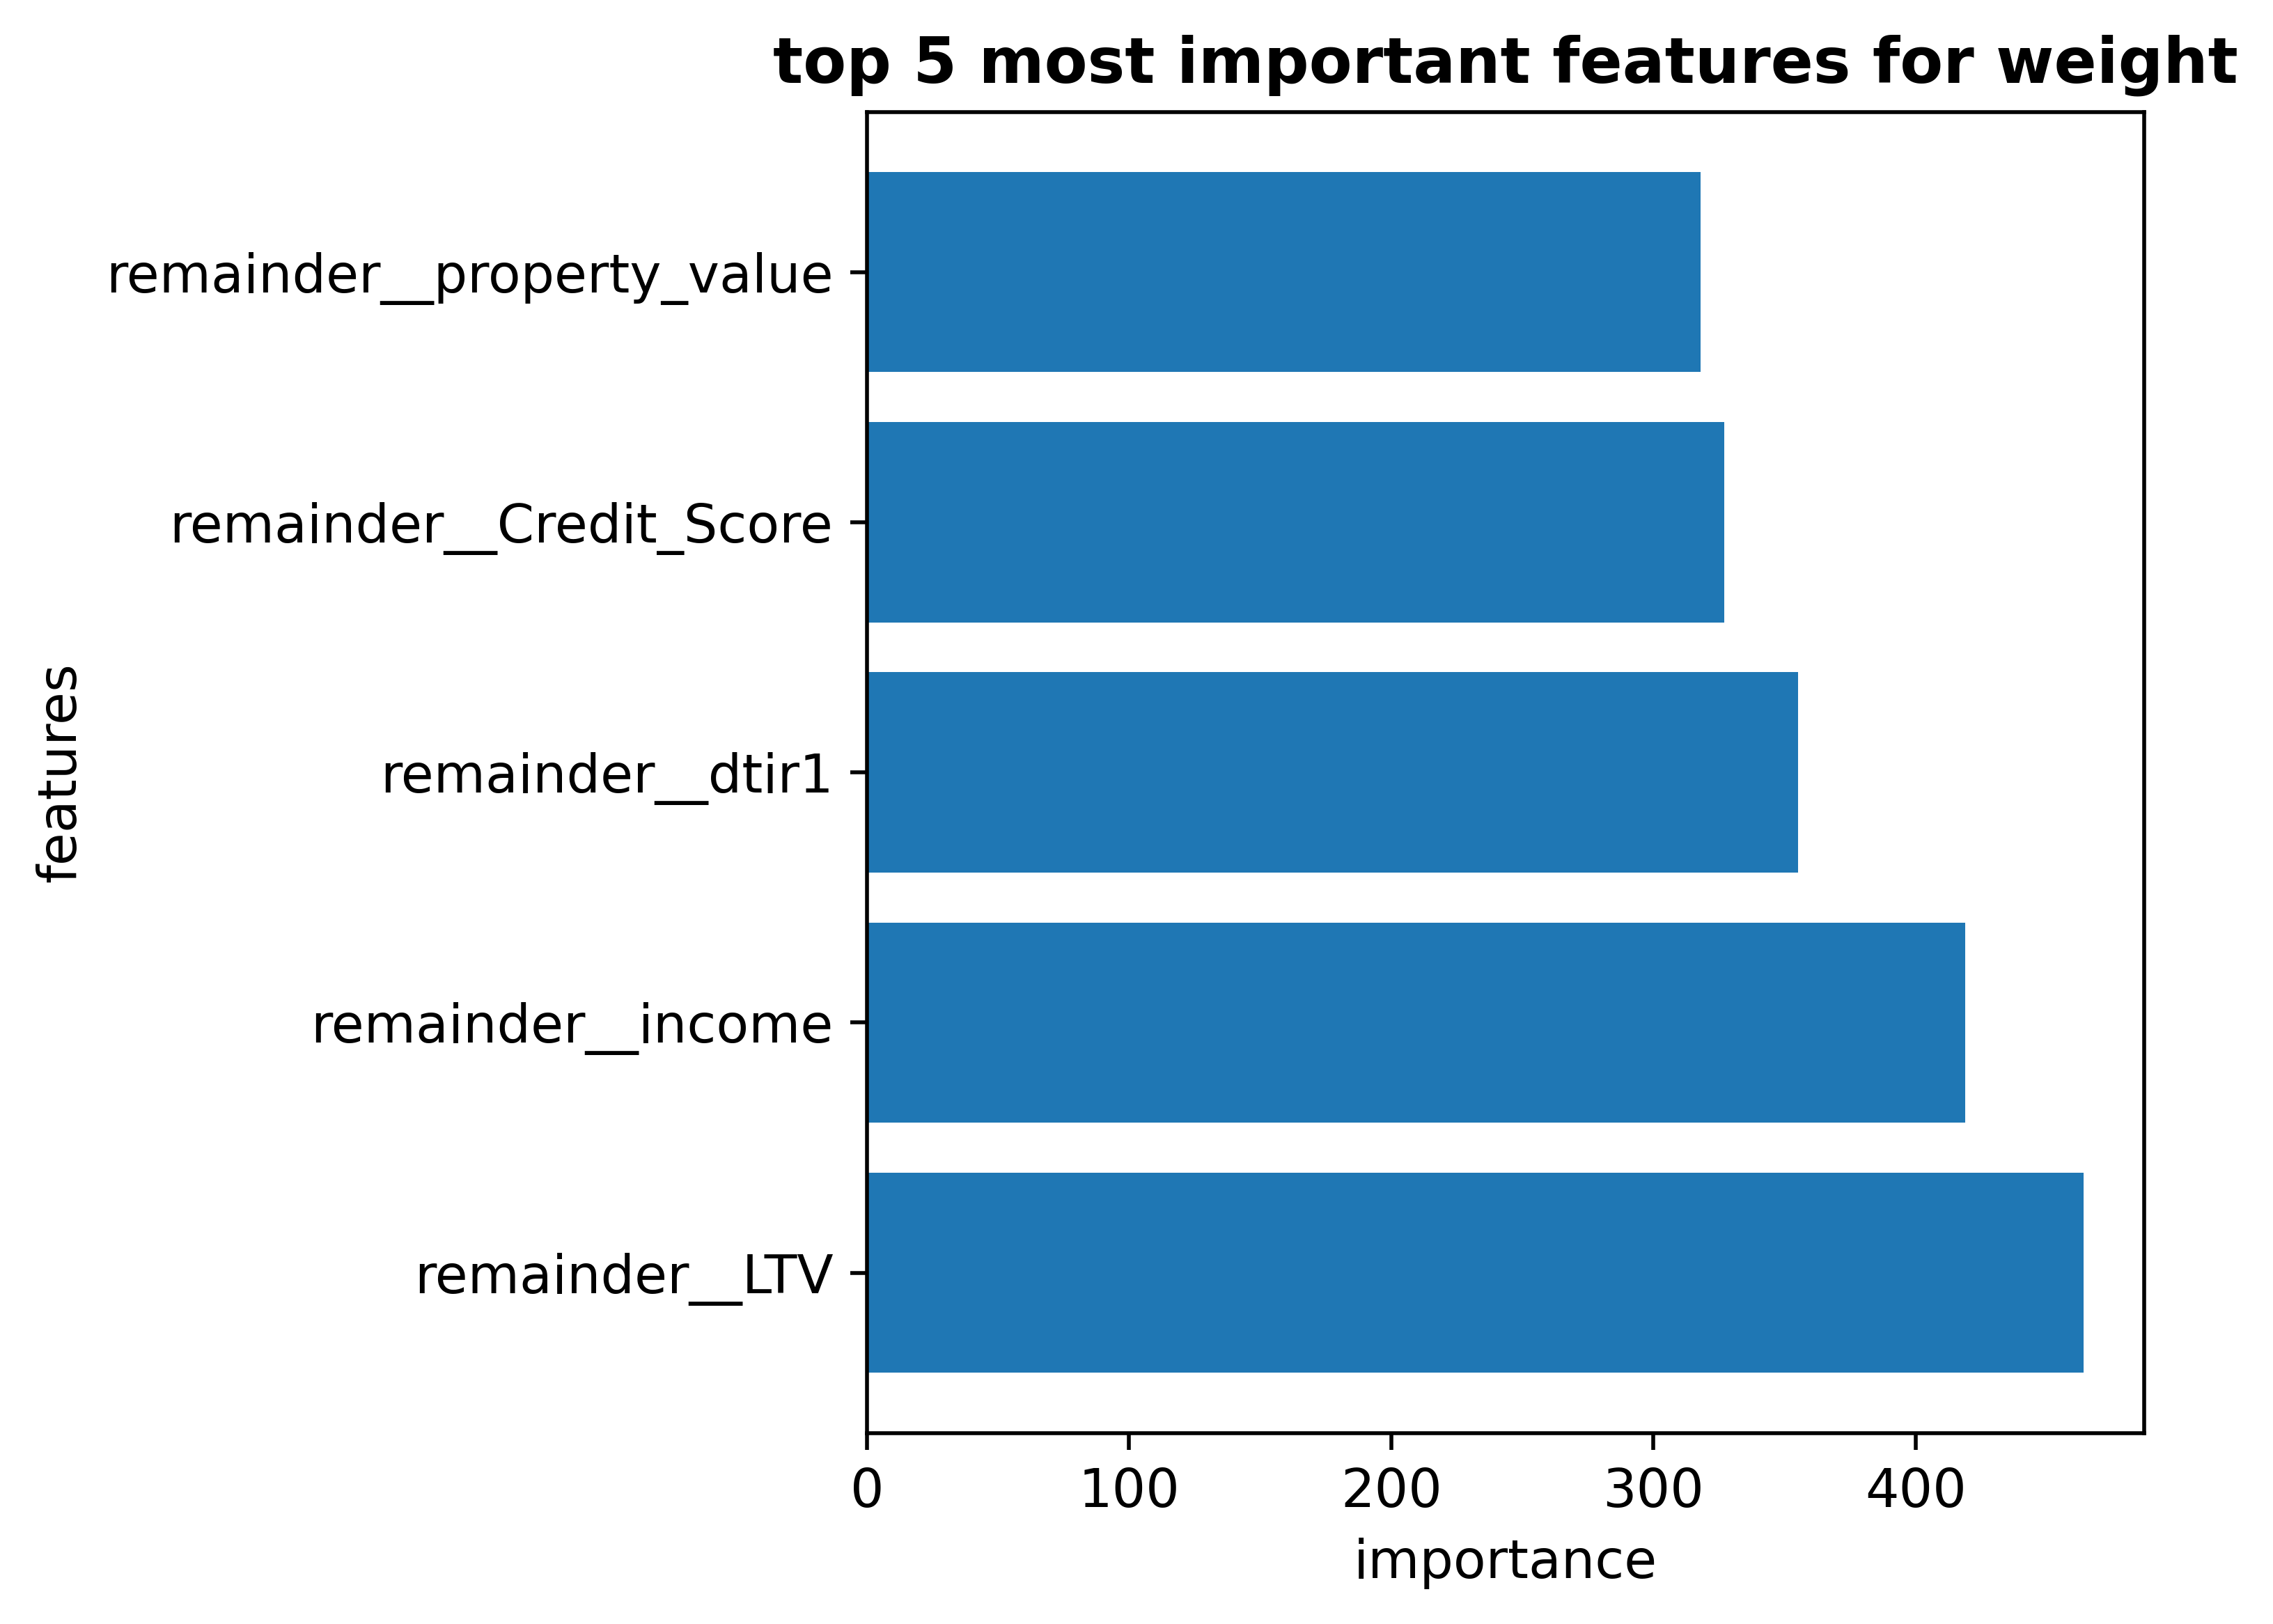 top 5 most important features for weight
remainder__property_value
remainder__Credit_Score
remainder__dtir1
remainder__income
remainder__LTV
features
0 100 200 300 400
importance